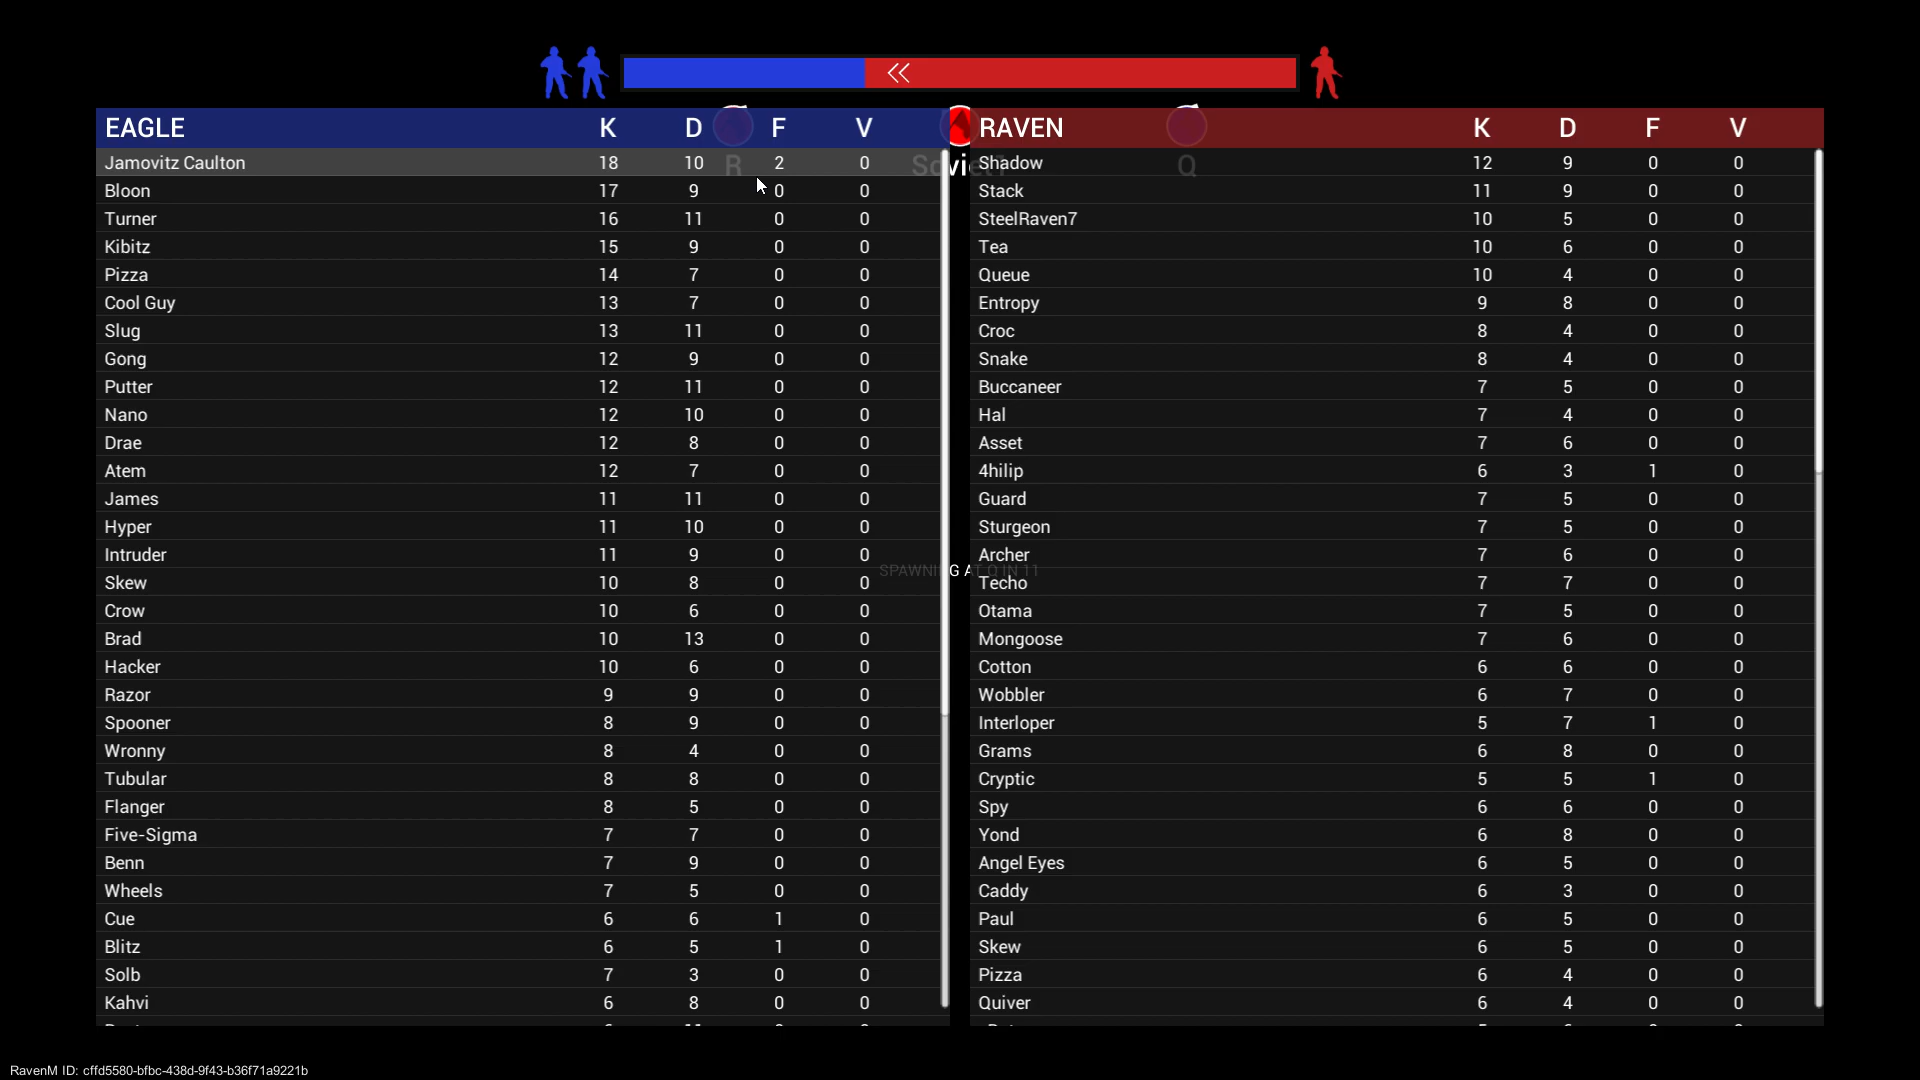 EAGLE K D F V
Jamovitz Caulton 18 10 2 0
Bloon 17 9 0 0
Turner 16 11 0 0
Kibitz 15 9 0 0
Pizza 14 7 0 0
Cool Guy 13 7 0 0
Slug 13 11 0 0
Gong 12 9 0 0
Putter 12 11 0 0
Nano 12 10 0 0
Drae 12 8 0 0
Atem 12 7 0 0
James 11 11 0 0
Hyper 11 10 0 0
Intruder 11 9 0 0
Skew 10 8 0 0
Crow 10 6 0 0
Brad 10 13 0 0
Hacker 10 6 0 0
Razor 9 9 0 0
Spooner 8 9 0 0
Wronny 8 4 0 0
Tubular 8 8 0 0
Flanger 8 5 0 0
Five-Sigma 7 7 0 0
Benn 7 9 0 0
Wheels 7 5 0 0
Cue 6 6 1 0
Blitz 6 5 1 0
Solb 7 3 0 0
Kahvi 6 8 0 0
R
Q
SPAWNING AT Q IN 11
RAVEN K D F V
Shadow 12 9 0 0
Stack 11 9 0 0
SteelRaven7 10 5 0 0
Tea 10 6 0 0
Queue 10 4 0 0
Entropy 9 8 0 0
Croc 8 4 0 0
Snake 8 4 0 0
Buccaneer 7 5 0 0
Hal 7 4 0 0
Asset 7 6 0 0
4hilip 6 3 1 0
Guard 7 5 0 0
Sturgeon 7 5 0 0
Archer 7 6 0 0
Techo 7 7 0 0
Otama 7 5 0 0
Mongoose 7 6 0 0
Cotton 6 6 0 0
Wobbler 6 7 0 0
Interloper 5 7 1 0
Grams 6 8 0 0
Cryptic 5 5 1 0
Spy 6 6 0 0
Yond 6 8 0 0
Angel Eyes 6 5 0 0
Caddy 6 3 0 0
Paul 6 5 0 0
Skew 6 5 0 0
Pizza 6 4 0 0
Quiver 6 4 0 0
RavenM ID: cffd5580-bfbc-438d-9f43-b36f71a9221b